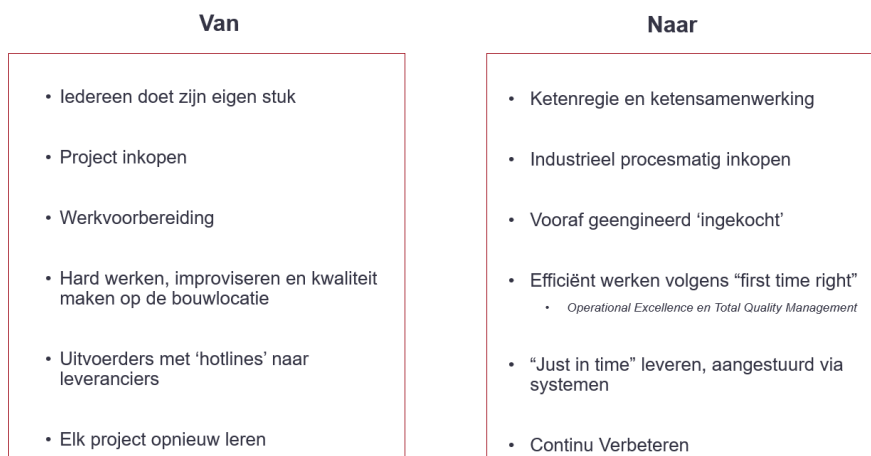 Van
• Iedereen doet zijn eigen stuk
• Project inkopen
• Werkvoorbereiding
• Hard werken, improviseren en kwaliteit
maken op de bouwlocatie
• Uitvoerders met ‘hotlines’ naar
leveranciers
• Elk project opnieuw leren
Naar
• Ketenregie en ketensamenwerking
• Industrieel procesmatig inkopen
• Vooraf geengineerd ‘ingekocht’
• Efficiënt werken volgens “first time right”
• Operational Excellence en Total Quality Management
• “Just in time” leveren, aangestuurd via
systemen
• Continu Verbeteren